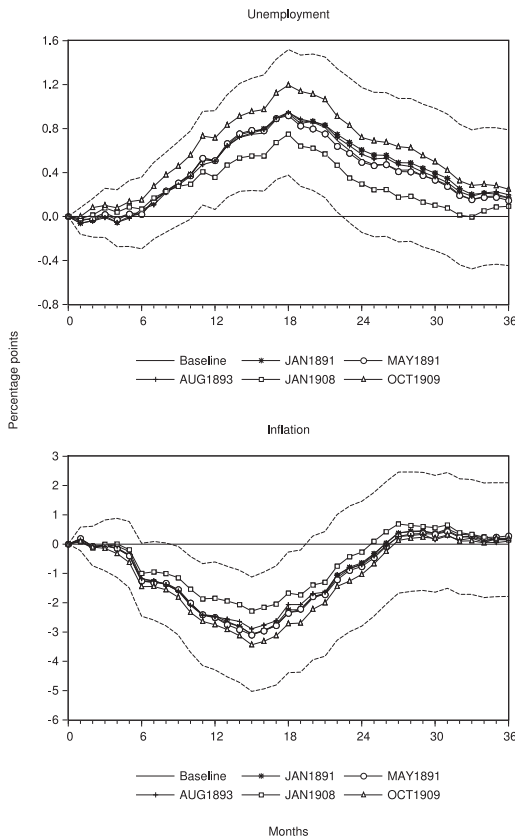 Unemployment
1.6
1.2
0.8
0.4
0.0
-0.4
-0.8
0 6 12 18 24 30 36
Baseline JAN1891 MAY1891
AUG1893 JAN1908 OCT1909
Percentage points
Inflation
3
2
1
0
-1
-2
-3
-4
-5
-6
0 6 12 18 24 30 36
Baseline JAN1891 MAY1891
AUG1893 JAN1908 OCT1909
Months